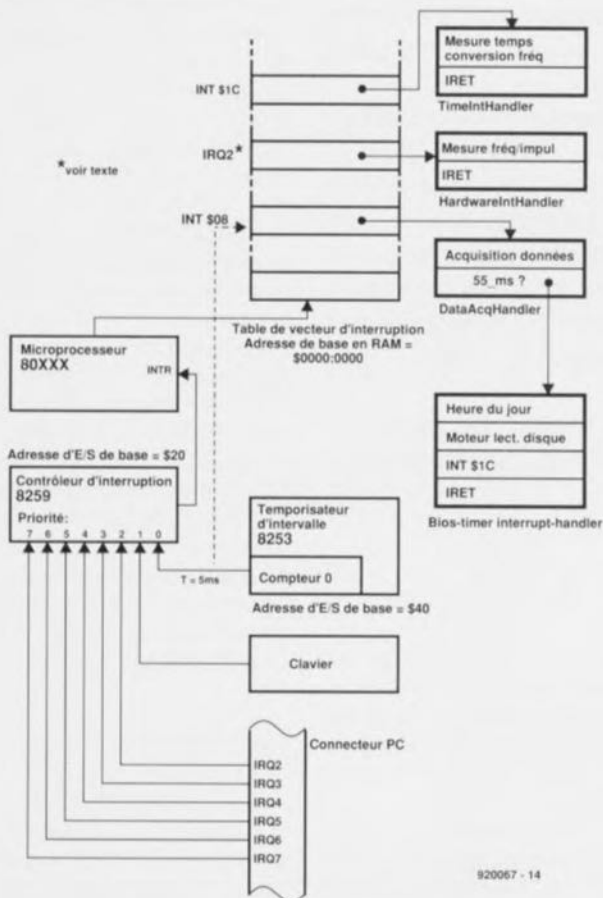 INT $1C
Mesure temps
conversion fréq
IRET
TimeIntHandler
IRQ2*
Mesure fréq/impul
IRET
HardwareIntHandler
*voir texte
INT $08
Acquisition données
55_ms ?
DataAcqHandler
Table de vecteur d'interruption
Adresse de base en RAM =
$0000:0000
Microprocesseur
80XXX
INTR
Heure du jour
Moteur lect. disque
INT $1C
IRET
Bios-timer interrupt-handler
Adresse d'E/S de base = $20
Contrôleur d'interruption
8259
Priorité:
7 6 5 4 3 2 1 0
T = 5ms
Temporisateur
d'intervalle
8253
Compteur 0
Adresse d'E/S de base = $40
Clavier
Connecteur PC
IRQ2
IRQ3
IRQ4
IRQ5
IRQ6
IRQ7
920067 - 14